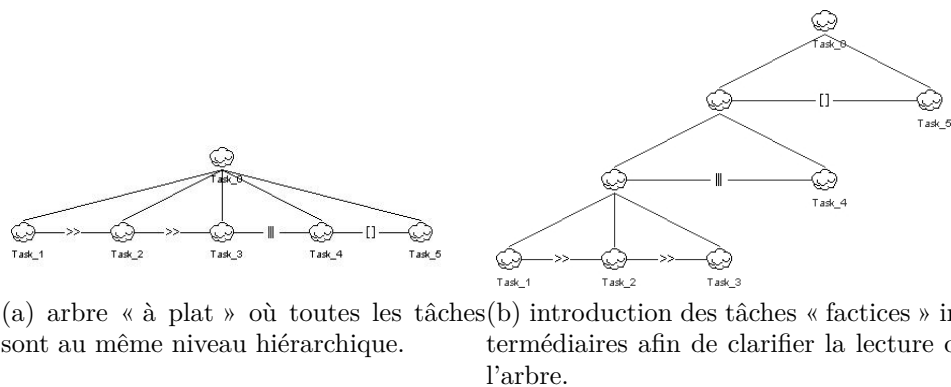 Task_0
Task_0
[]
Task_5
|||
Task_4
>> >> ||| []
Task_1 Task_2 Task_3 Task_4 Task_5
>> >>
Task_1 Task_2 Task_3
(a) arbre « à plat » où toutes les tâches
sont au même niveau hiérarchique.
(b) introduction des tâches « factices » in
termédiaires afin de clarifier la lecture
l'arbre.